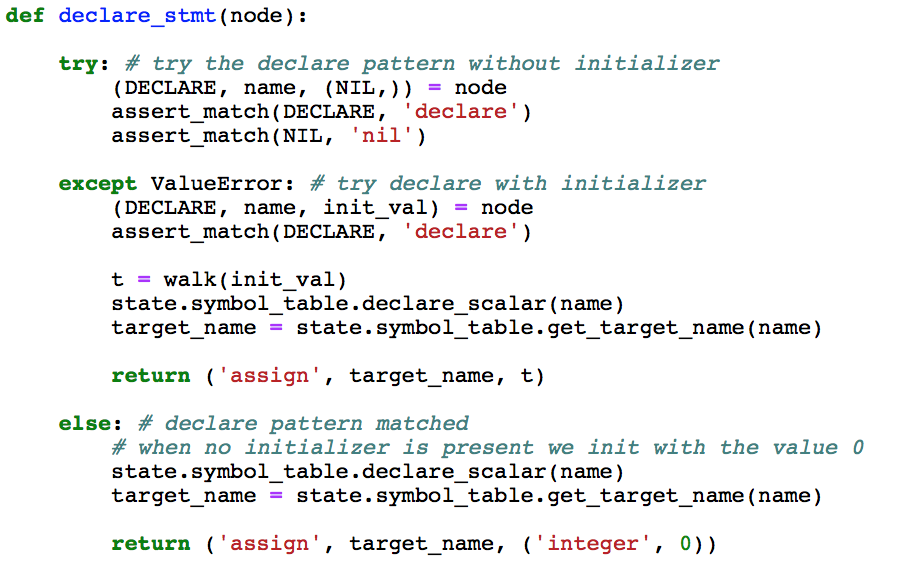 def declare_stmt(node):
try: # try the declare pattern without initializer
(DECLARE, name, (NIL,)) = node
assert_match(DECLARE, 'declare')
assert_match(NIL, 'nil')
except ValueError: # try declare with initializer
(DECLARE, name, init_val) = node
assert_match(DECLARE, 'declare')
t = walk(init_val)
state.symbol_table.declare_scalar(name)
target_name = state.symbol_table.get_target_name(name)
return ('assign', target_name, t)
else: # declare pattern matched
# when no initializer is present we init with the value 0
state.symbol_table.declare_scalar(name)
target_name = state.symbol_table.get_target_name(name)
return ('assign', target_name, ('integer', 0))